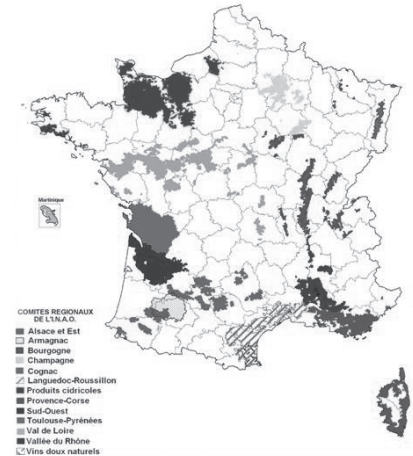 Martinique
COMITES REGIONAUX
DE L'I.N.A.O.
Alsace et Est
Armagnac
Bourgogne
Champagne
Cognac
Languedoc-Roussillon
Produits cidricoles
Provence-Corse
Sud-Ouest
Toulouse-Pyrénées
Val de Loire
Vallée du Rhône
Vins doux naturels